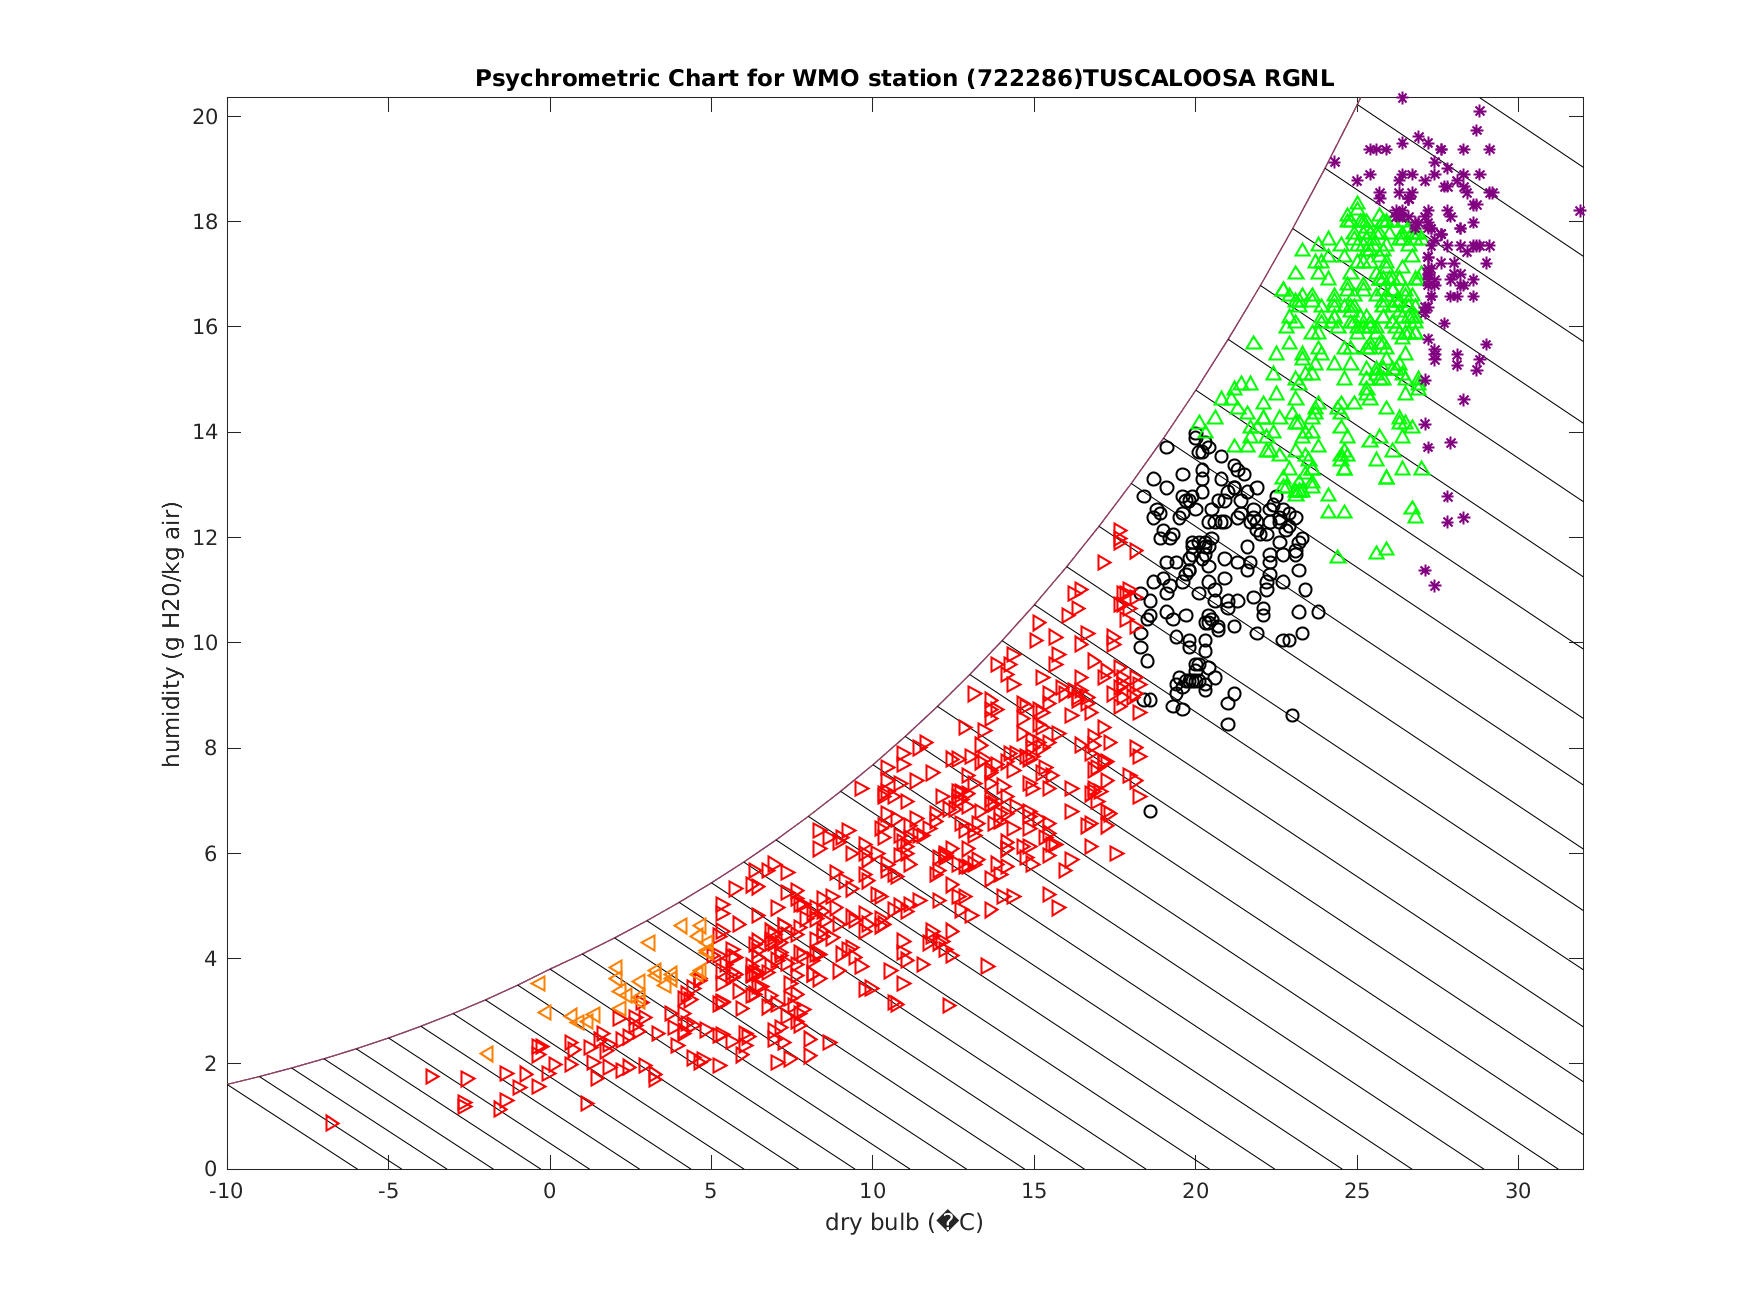 Psychrometric Chart for WMO station (722286)TUSCALOOSA RGNL
humidity (g H20/kg air)
20
18
16
14
12
10
8
6
4
2
0
-10 -5 0 5 10 15 20 25 30
dry bulb (�C)